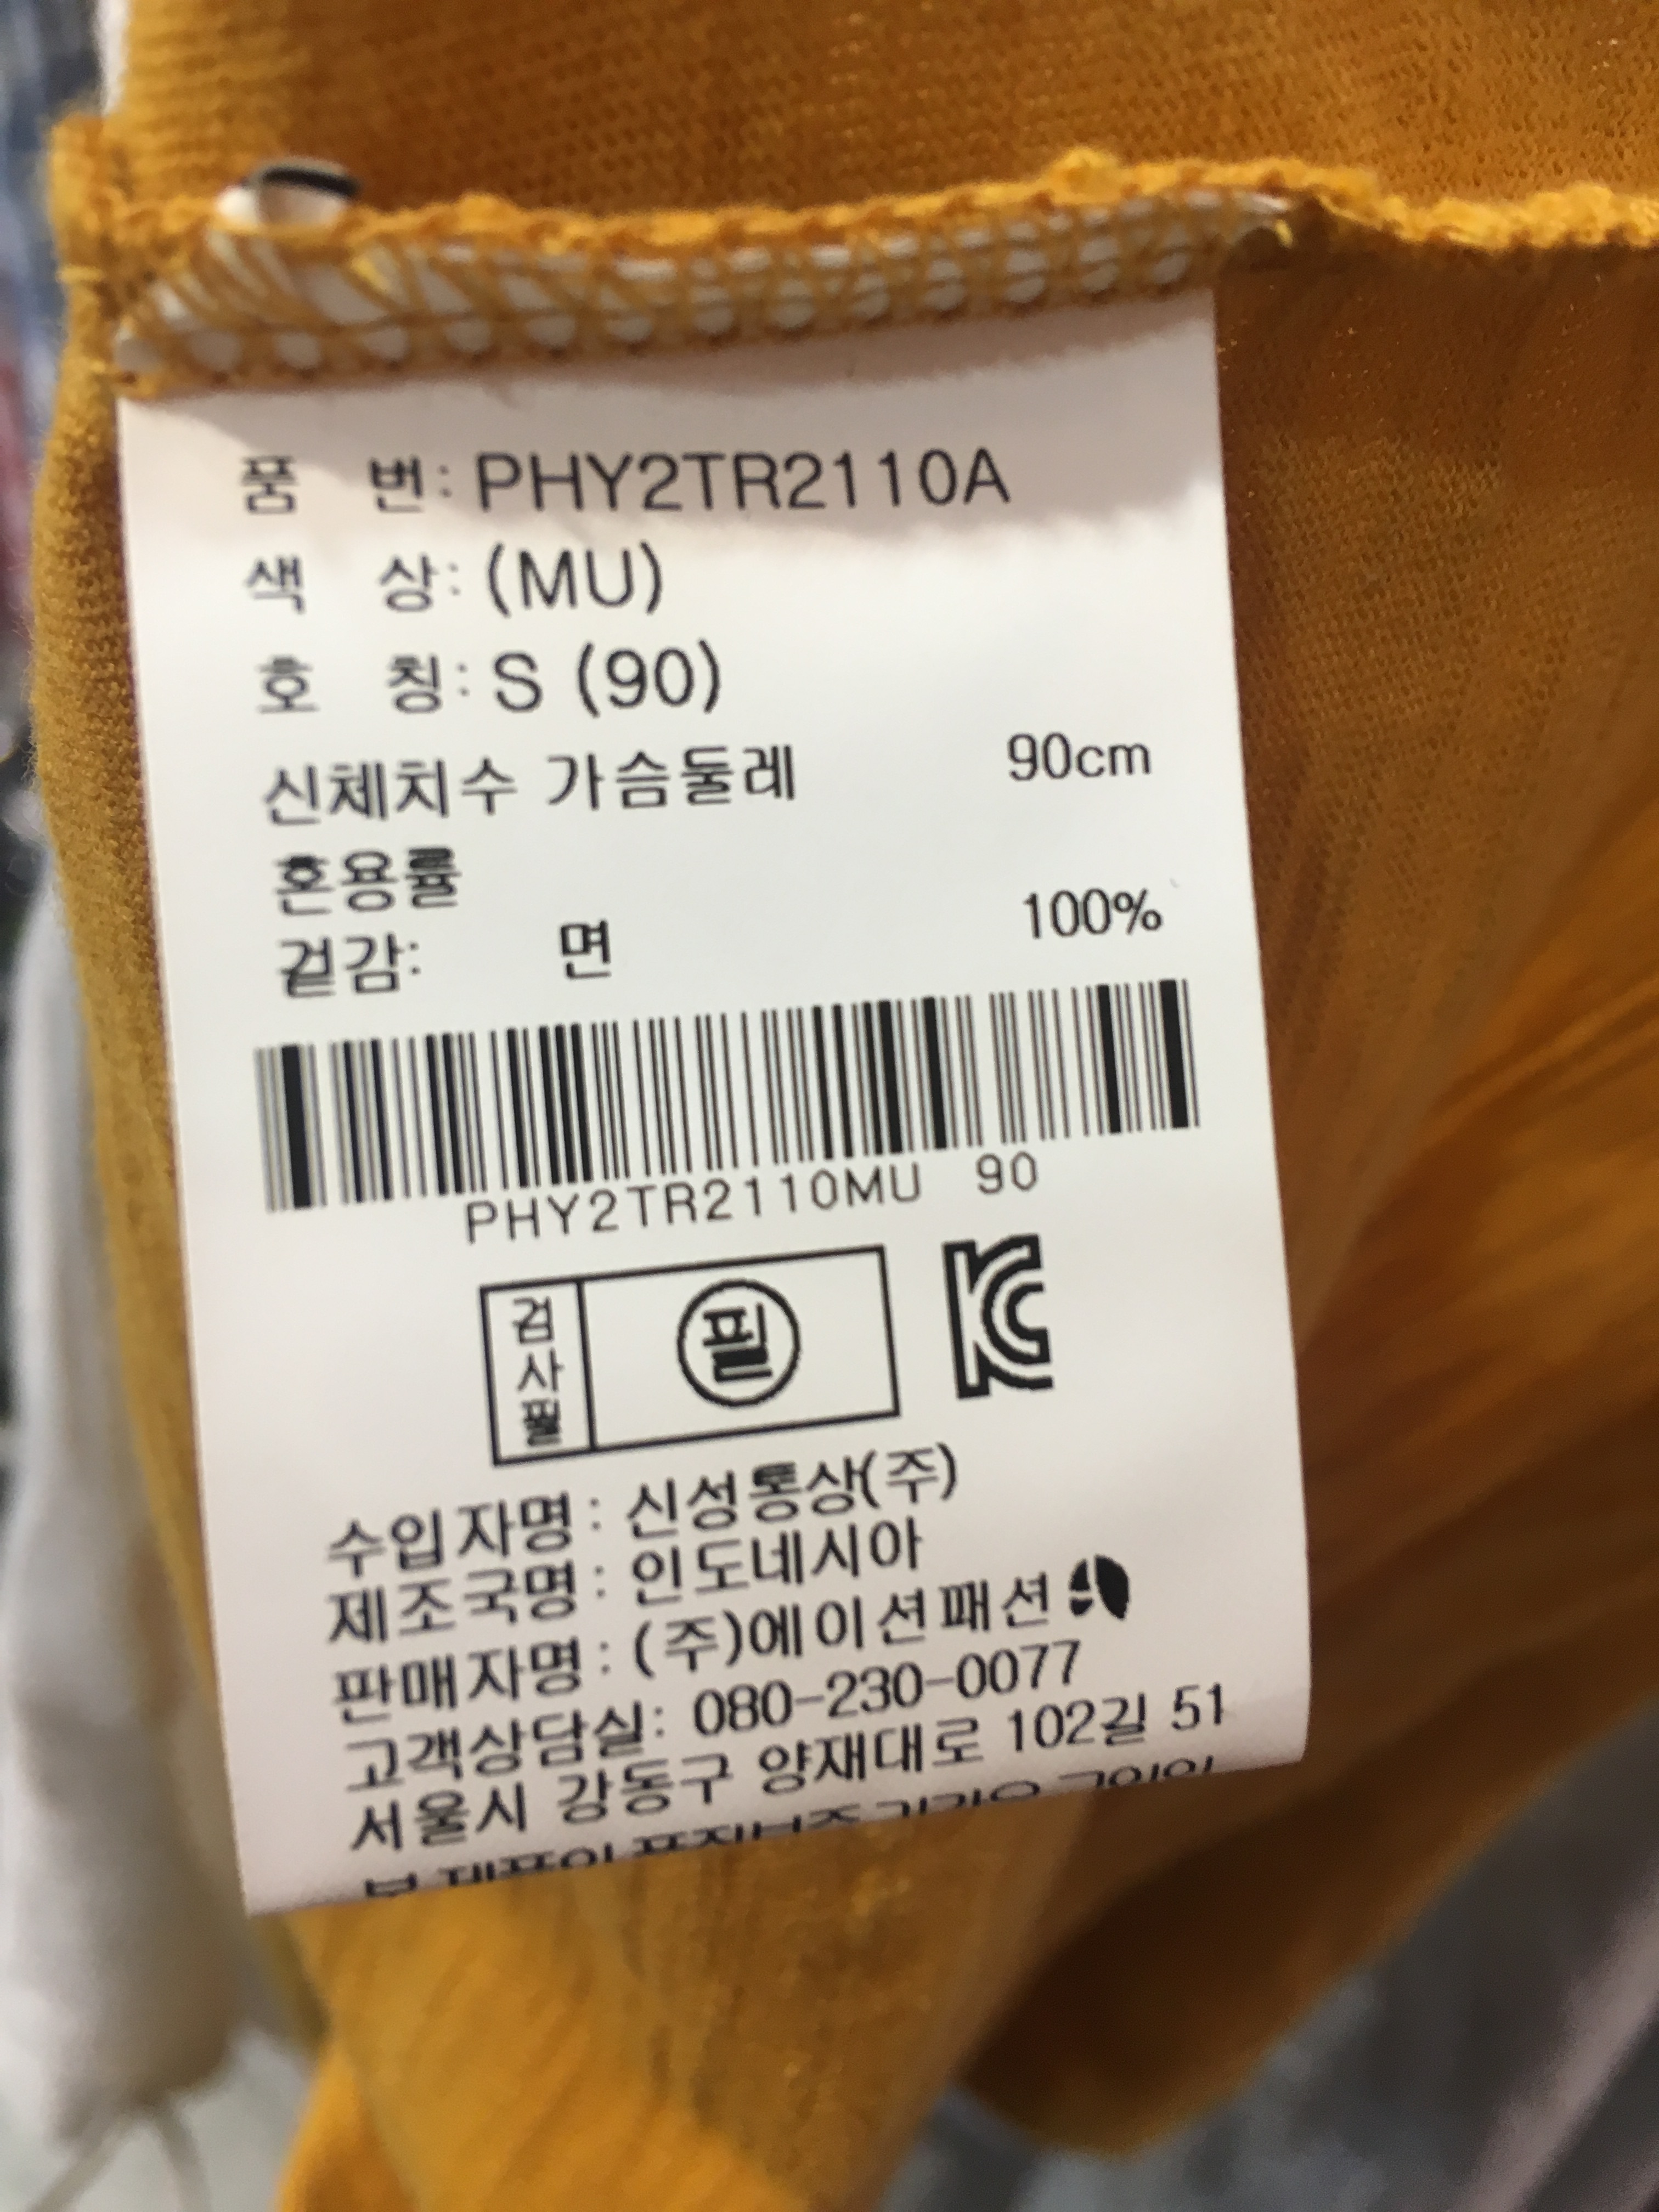 품 번: PHY2TR2110A
색 상: (MU)
호 칭: S (90)
신체치수 가슴둘레 90cm
혼용률
겉감: 면 100%
PHY2TR2110MU 90
검사필 필
KC
수입자명: 신성통상(주)
제조국명: 인도네시아
판매자명: (주)에이션패션
고객상담실: 080-230-0077
서울시 강동구 양재대로 102길 51